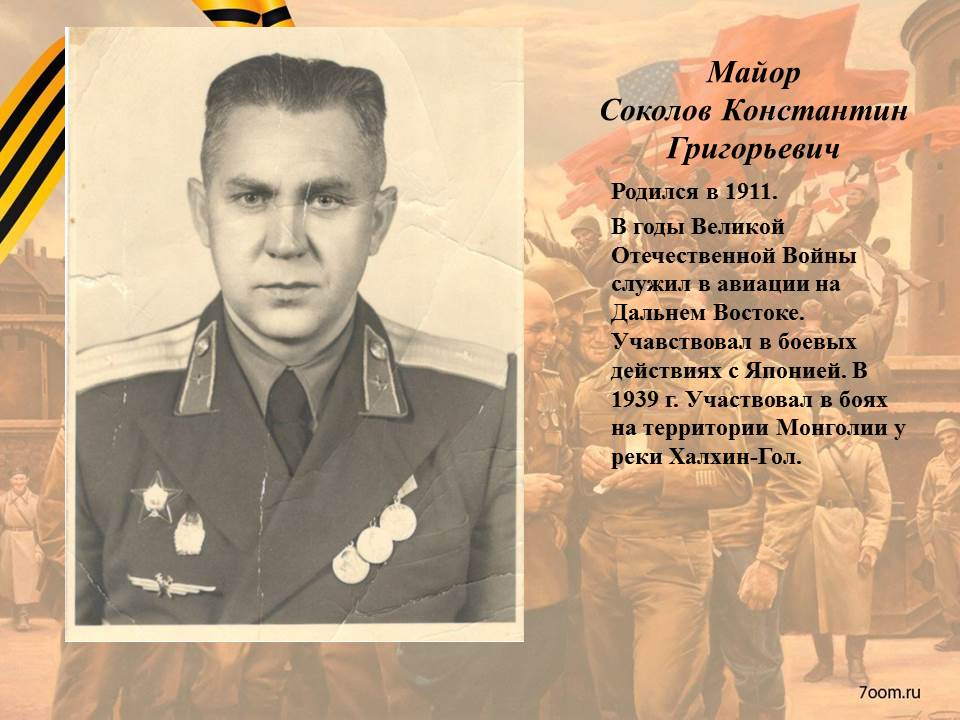 Майор
Соколов Константин
Григорьевич
Родился в 1911.
В годы Великой
Отечественной Войны
служил в авиации на
Дальнем Востоке.
Учавствовал в боевых
действиях с Японией. В
1939 г. Участвовал в боях
на территории Монголии у
реки Халхин-Гол.
7oom.ru